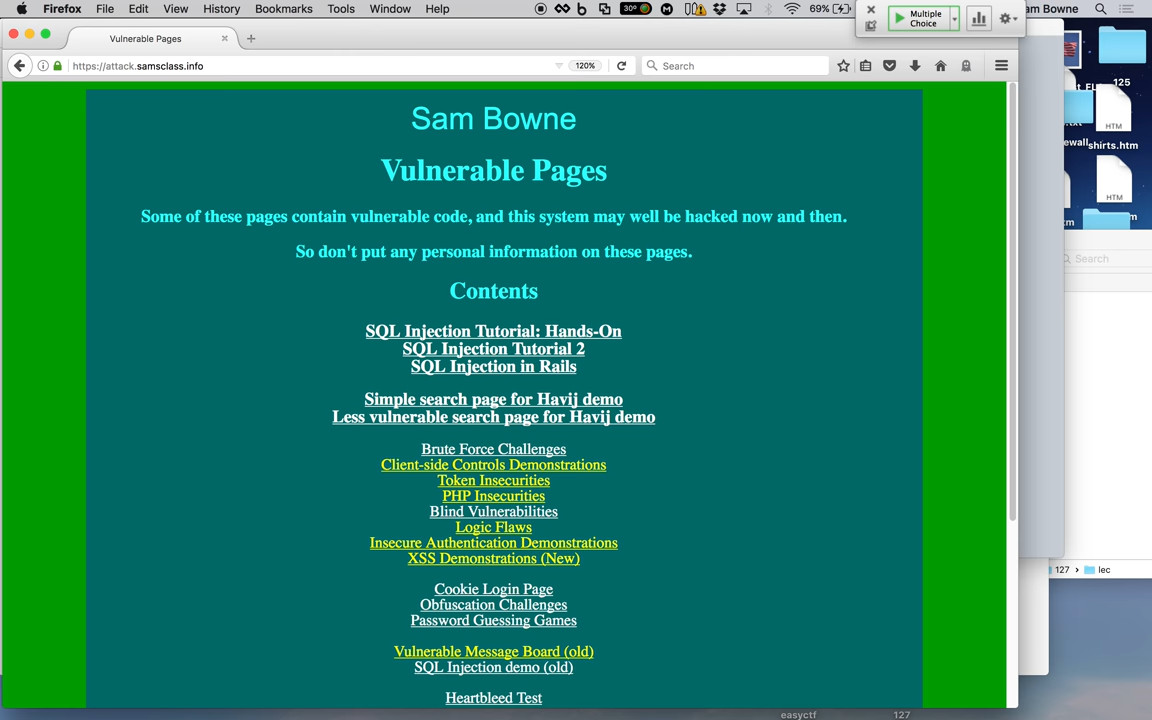 Firefox File Edit View History Bookmarks Tools Window Help 30° 69% Sam Bowne
Multiple Choice
Vulnerable Pages
https://attack.samsclass.info 120% Search
Sam Bowne
Vulnerable Pages
Some of these pages contain vulnerable code, and this system may well be hacked now and then.
So don't put any personal information on these pages.
Contents
SQL Injection Tutorial: Hands-On
SQL Injection Tutorial 2
SQL Injection in Rails
Simple search page for Havij demo
Less vulnerable search page for Havij demo
Brute Force Challenges
Client-side Controls Demonstrations
Token Insecurities
PHP Insecurities
Blind Vulnerabilities
Logic Flaws
Insecure Authentication Demonstrations
XSS Demonstrations (New)
Cookie Login Page
Obfuscation Challenges
Password Guessing Games
Vulnerable Message Board (old)
SQL Injection demo (old)
Heartbleed Test
125
HTM
shirts.htm
HTM
Search
127 › lec
easyctf 127